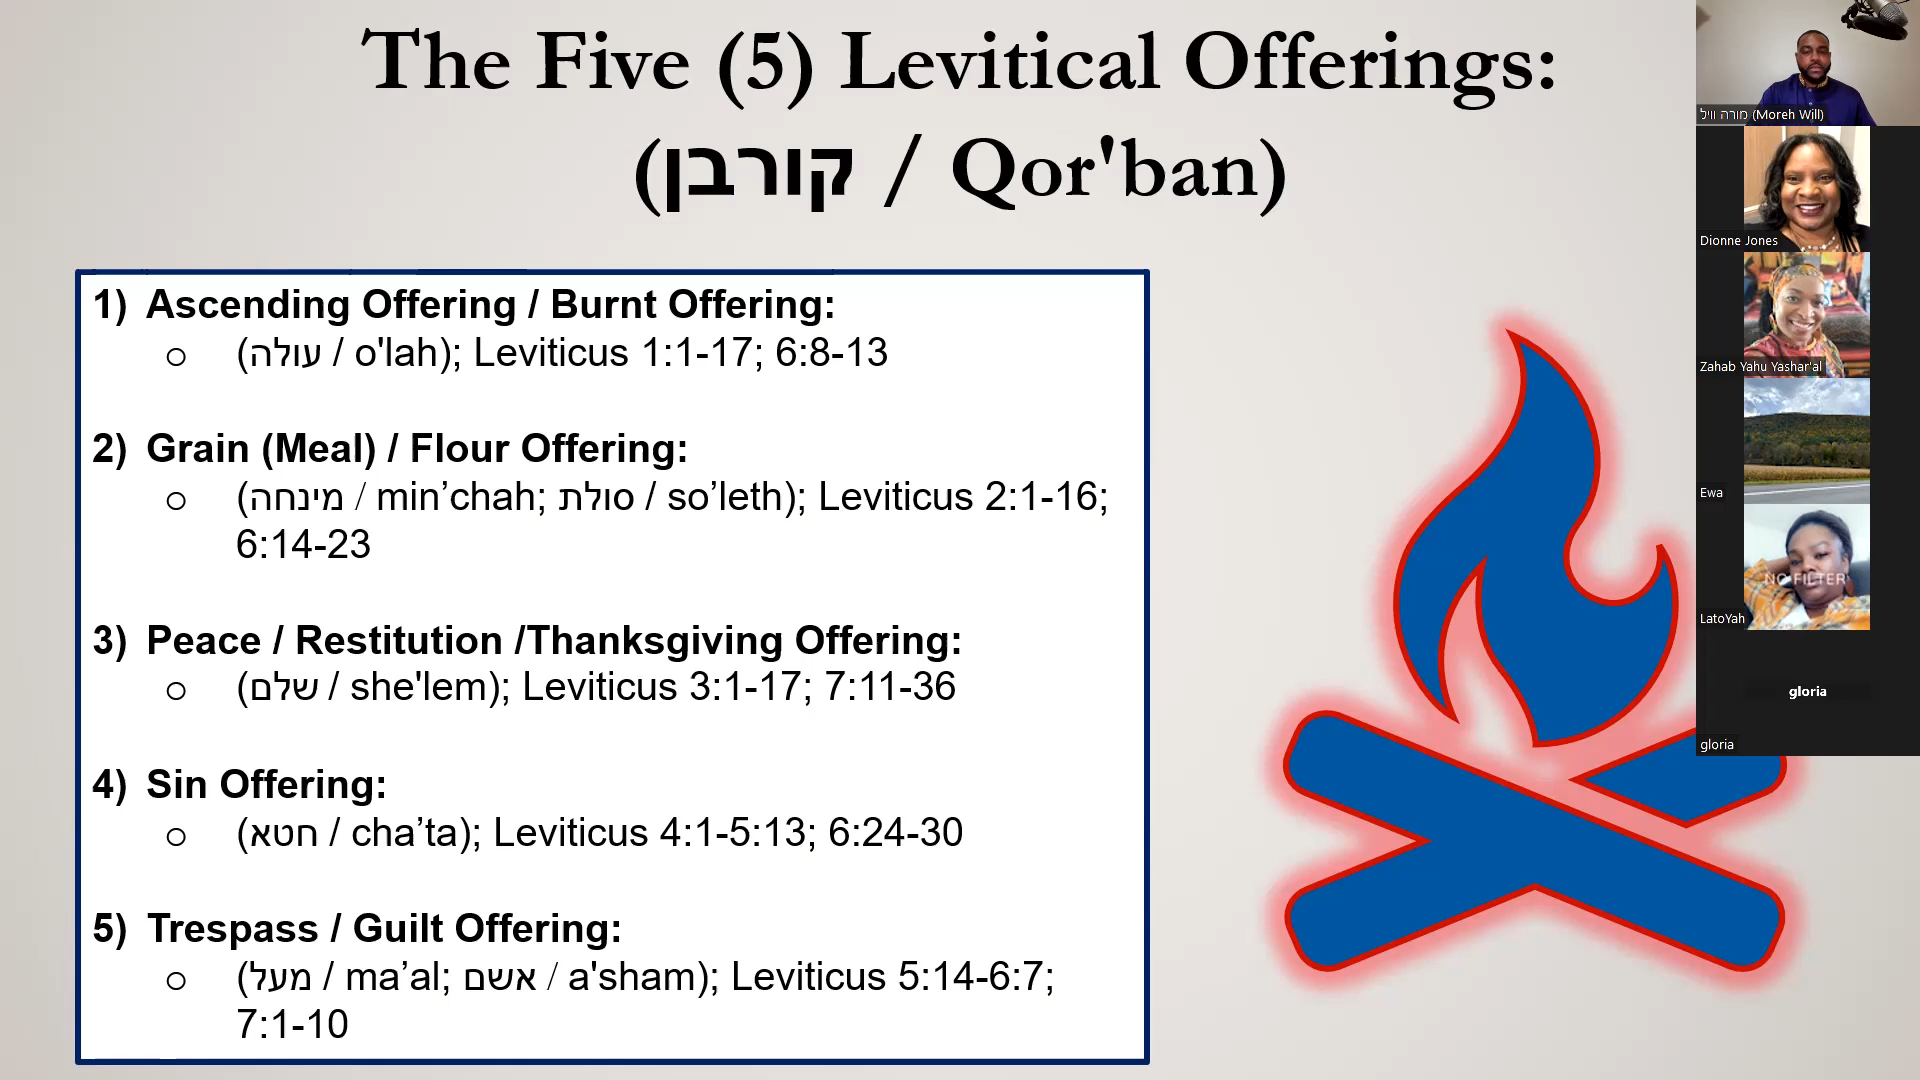 The Five (5) Levitical Offerings:
(קורבן / Qor'ban)
1) Ascending Offering / Burnt Offering:
o (עולה / o'lah); Leviticus 1:1-17; 6:8-13
2) Grain (Meal) / Flour Offering:
o (מינחה / min’chah; סולת / so’leth); Leviticus 2:1-16;
6:14-23
3) Peace / Restitution /Thanksgiving Offering:
o (שלם / she'lem); Leviticus 3:1-17; 7:11-36
4) Sin Offering:
o (חטא / cha’ta); Leviticus 4:1-5:13; 6:24-30
5) Trespass / Guilt Offering:
o (מעל / ma’al; אשם / a'sham); Leviticus 5:14-6:7;
7:1-10
מורה וויל (Moreh Will)
Dionne Jones
Zahab Yahu Yashar'al
Ewa
NO FILTER
LatoYah
gloria
gloria